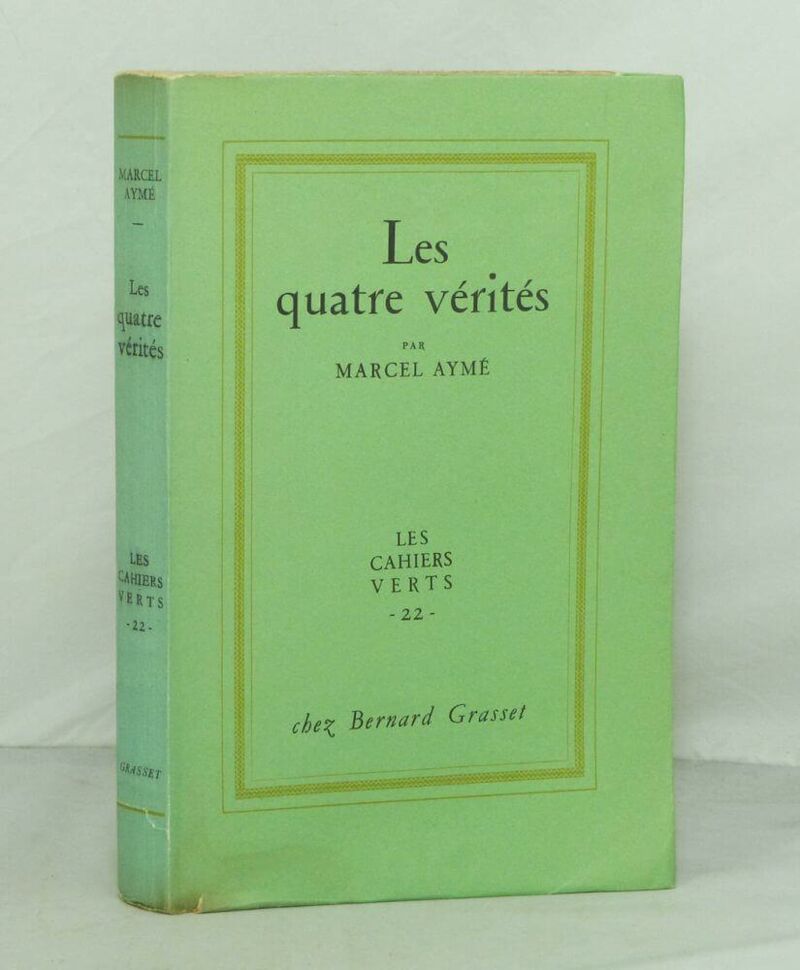 MARCEL
AYMÉ
Les
quatre
vérités
LES
CAHIERS
VERTS
-22-
GRASSET
Les
quatre vérités
PAR
MARCEL AYMÉ
LES
CAHIERS
VERTS
-22-
chez Bernard Grasset